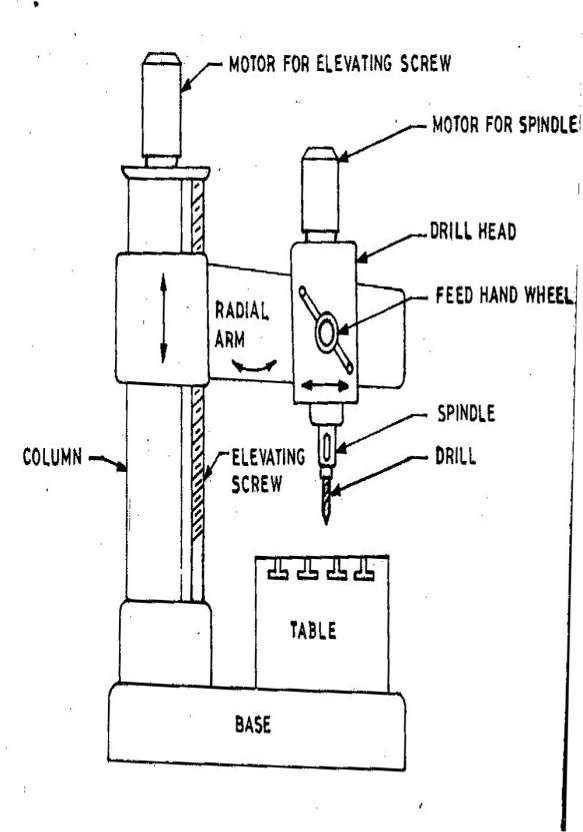 MOTOR FOR ELEVATING SCREW
MOTOR FOR SPINDLE
DRILL HEAD
FEED HAND WHEEL
RADIAL
ARM
SPINDLE
COLUMN
ELEVATING
SCREW
DRILL
TABLE
BASE